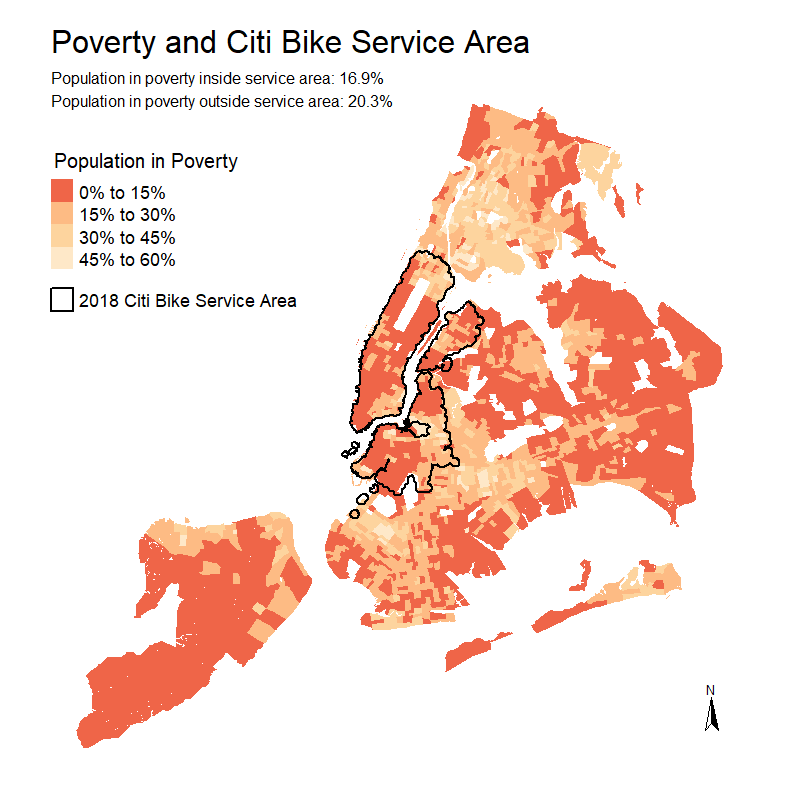 Poverty and Citi Bike Service Area
Population in poverty inside service area: 16.9%
Population in poverty outside service area: 20.3%
Population in Poverty
0% to 15%
15% to 30%
30% to 45%
45% to 60%
2018 Citi Bike Service Area
N